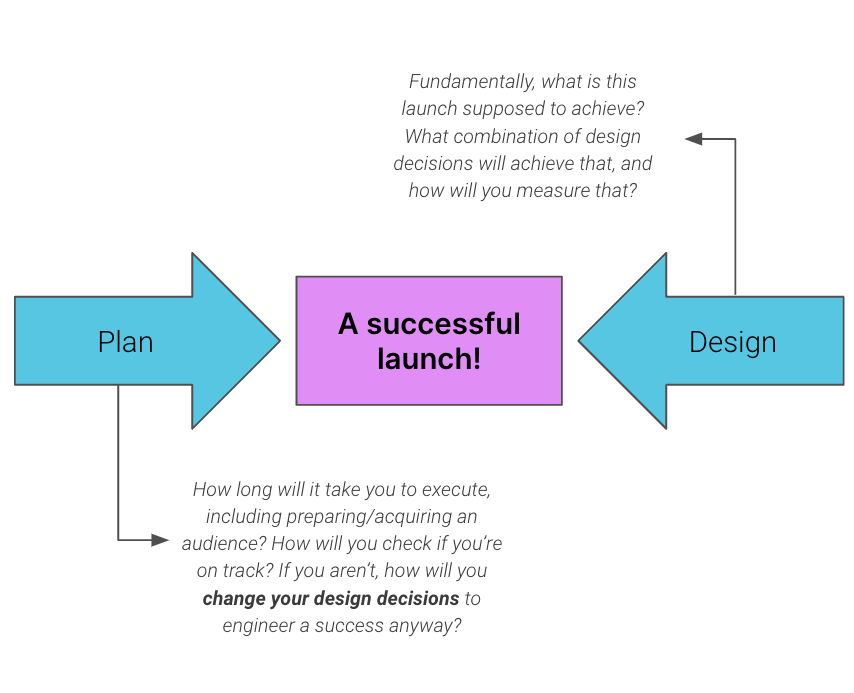 Fundamentally, what is this
launch supposed to achieve?
What combination of design
decisions will achieve that, and
how will you measure that?
Plan
A successful
launch!
Design
How long will it take you to execute,
including preparing/acquiring an
audience? How will you check if you’re
on track? If you aren’t, how will you
change your design decisions to
engineer a success anyway?